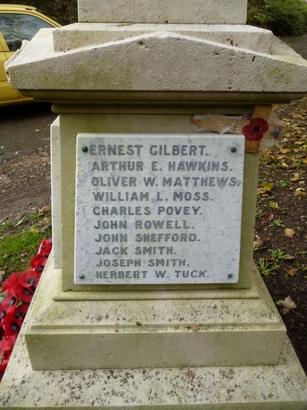 ERNEST GILBERT.
ARTHUR E. HAWKINS.
OLIVER W. MATTHEWS.
WILLIAM L. MOSS.
CHARLES POVEY.
JOHN ROWELL.
JOHN SHEFFORD.
JACK SMITH.
JOSEPH SMITH.
HERBERT W. TUCK.